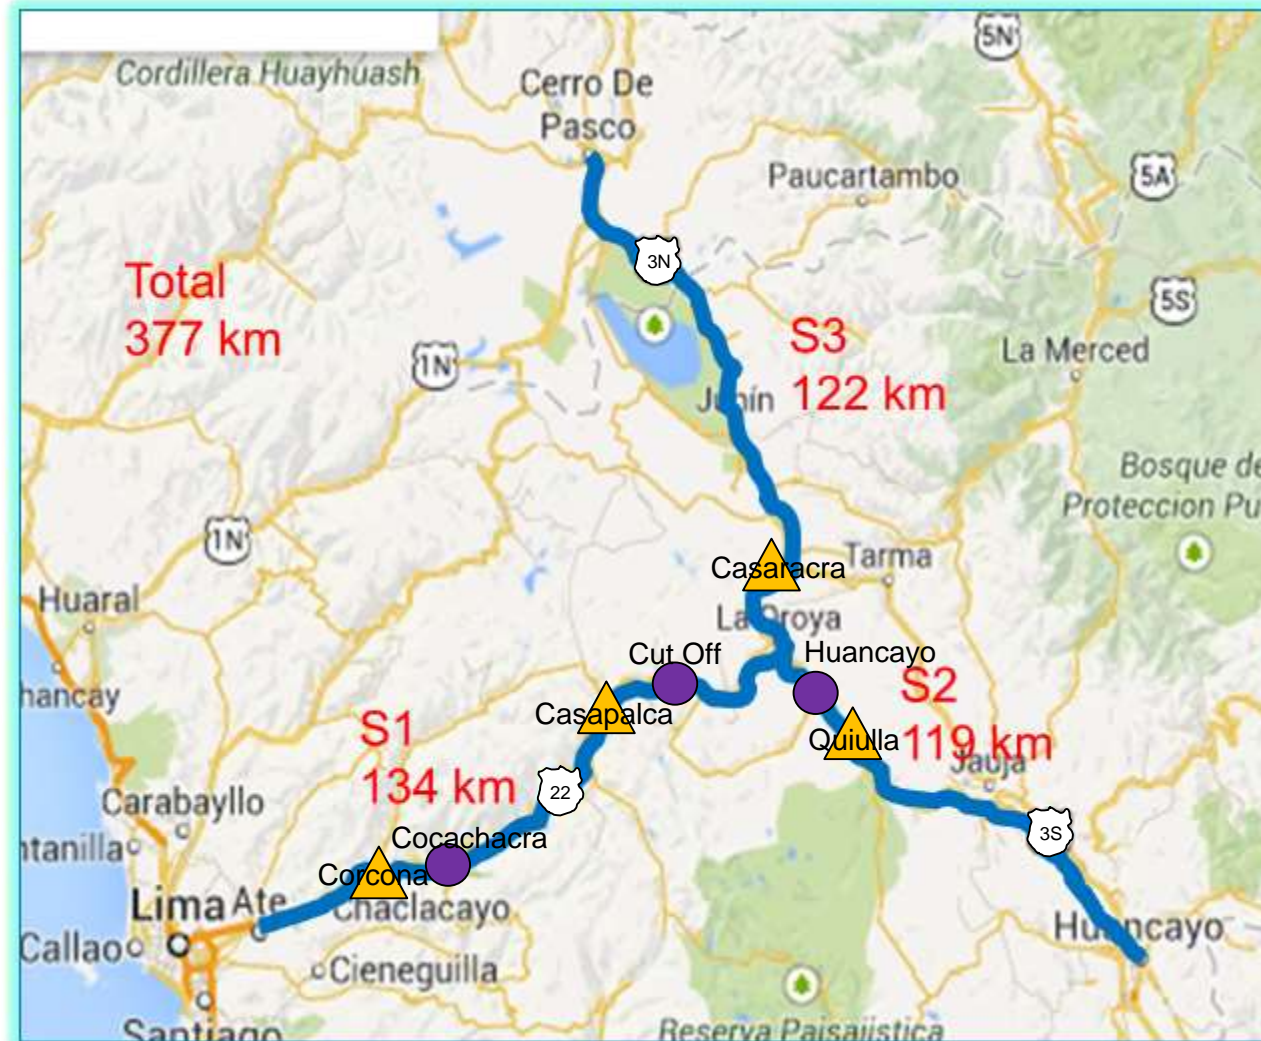 5N
Cordillera Huayhuash
Cerro De
Pasco
Paucartambo
5A
3N
Total
377 km
5S
S3
122 km
1N
La Merced
Junín
Bosque de
Proteccion Pu
1N
Casaracra
Tarma
Huaral
La Oroya
Cut Off
Huancayo
hancay
S2
119 km
Casapalca
Quiulla
Jauja
S1
134 km
22
Carabayllo
3S
Cocachacra
ntanilla
Corcona
Lima
Ate
Chaclacayo
Huancayo
Callao
Cieneguilla
Santiago
Reserva Paisajistica